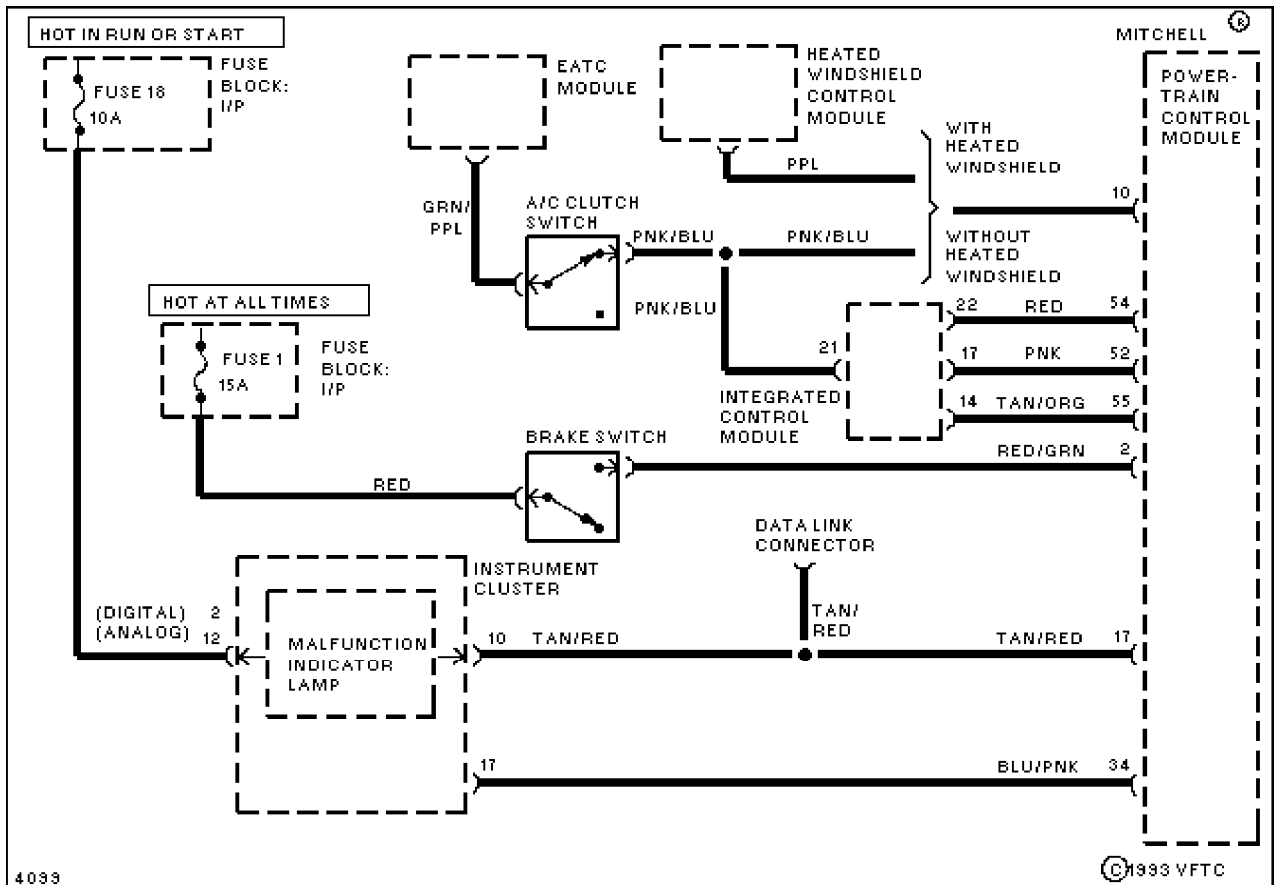 HOT IN RUN OR START
FUSE 18
10A
FUSE
BLOCK:
I/P
EATC
MODULE
HEATED
WINDSHIELD
CONTROL
MODULE
MITCHELL
R
POWER-
TRAIN
CONTROL
MODULE
WITH
HEATED
WINDSHIELD
PPL
10
GRN/
PPL
A/C CLUTCH
SWITCH
PNK/BLU
PNK/BLU
WITHOUT
HEATED
WINDSHIELD
HOT AT ALL TIMES
PNK/BLU
22
RED
54
FUSE 1
15A
FUSE
BLOCK:
I/P
21
17
PNK
52
INTEGRATED
CONTROL
MODULE
14
TAN/ORG
55
BRAKE SWITCH
RED/GRN
2
RED
DATA LINK
CONNECTOR
INSTRUMENT
CLUSTER
(DIGITAL) 2
(ANALOG) 12
MALFUNCTION
INDICATOR
LAMP
10
TAN/RED
TAN/
RED
TAN/RED
17
17
BLU/PNK
34
4099
©1993 VFTC